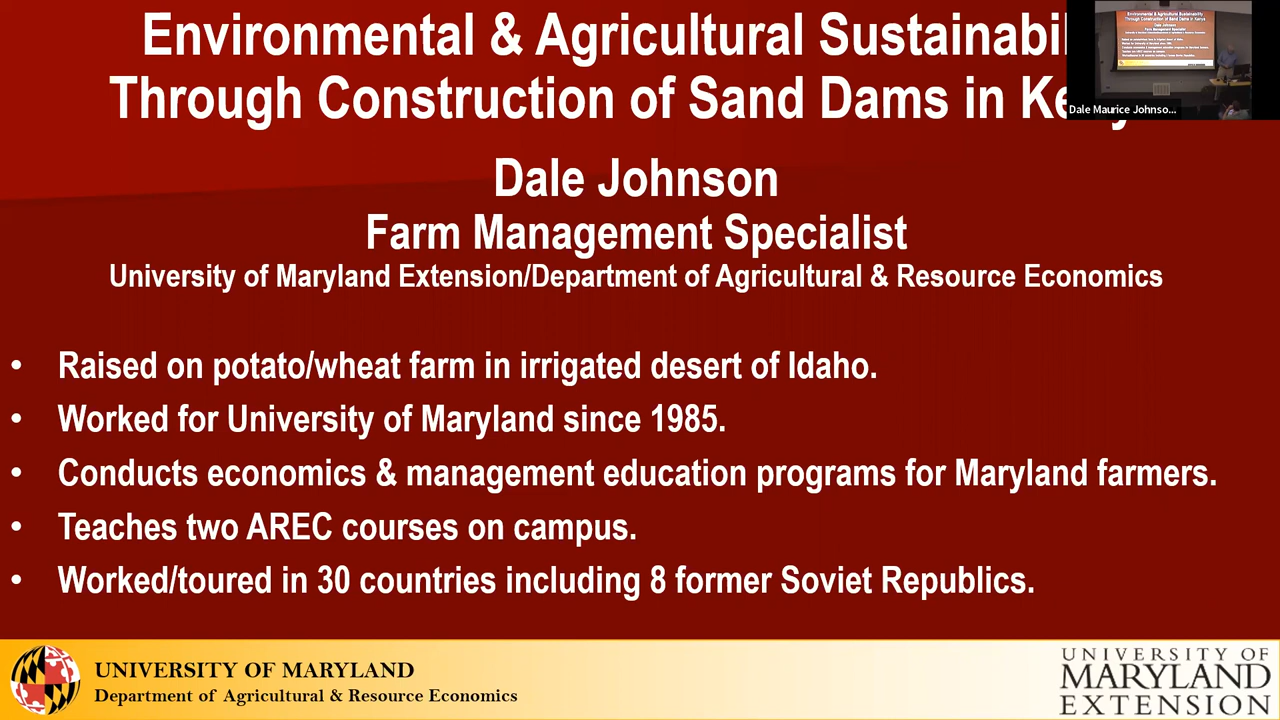 Environmental & Agricultural Sustainabil
Through Construction of Sand Dams in Ke
Dale Maurice Johnso...
Dale Johnson
Farm Management Specialist
University of Maryland Extension/Department of Agricultural & Resource Economics
• Raised on potato/wheat farm in irrigated desert of Idaho.
• Worked for University of Maryland since 1985.
• Conducts economics & management education programs for Maryland farmers.
• Teaches two AREC courses on campus.
• Worked/toured in 30 countries including 8 former Soviet Republics.
UNIVERSITY OF MARYLAND
Department of Agricultural & Resource Economics
UNIVERSITY OF
MARYLAND
EXTENSION